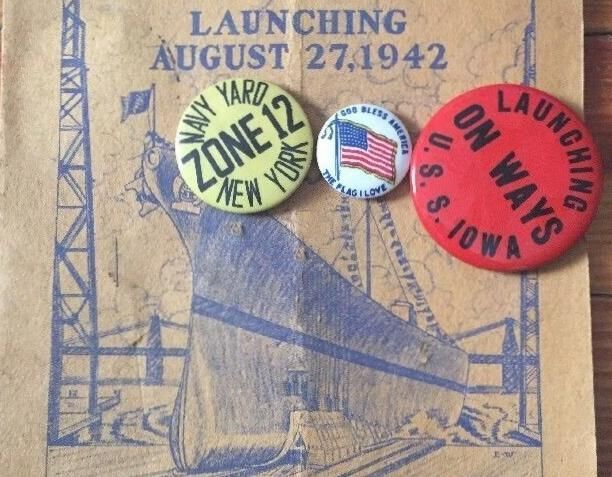 LAUNCHING
AUGUST 27, 1942
NAVY YARD
ZONE 12
NEW YORK
GOD BLESS AMERICA
THE FLAG I LOVE
LAUNCHING
ON WAYS
U.S.S. IOWA